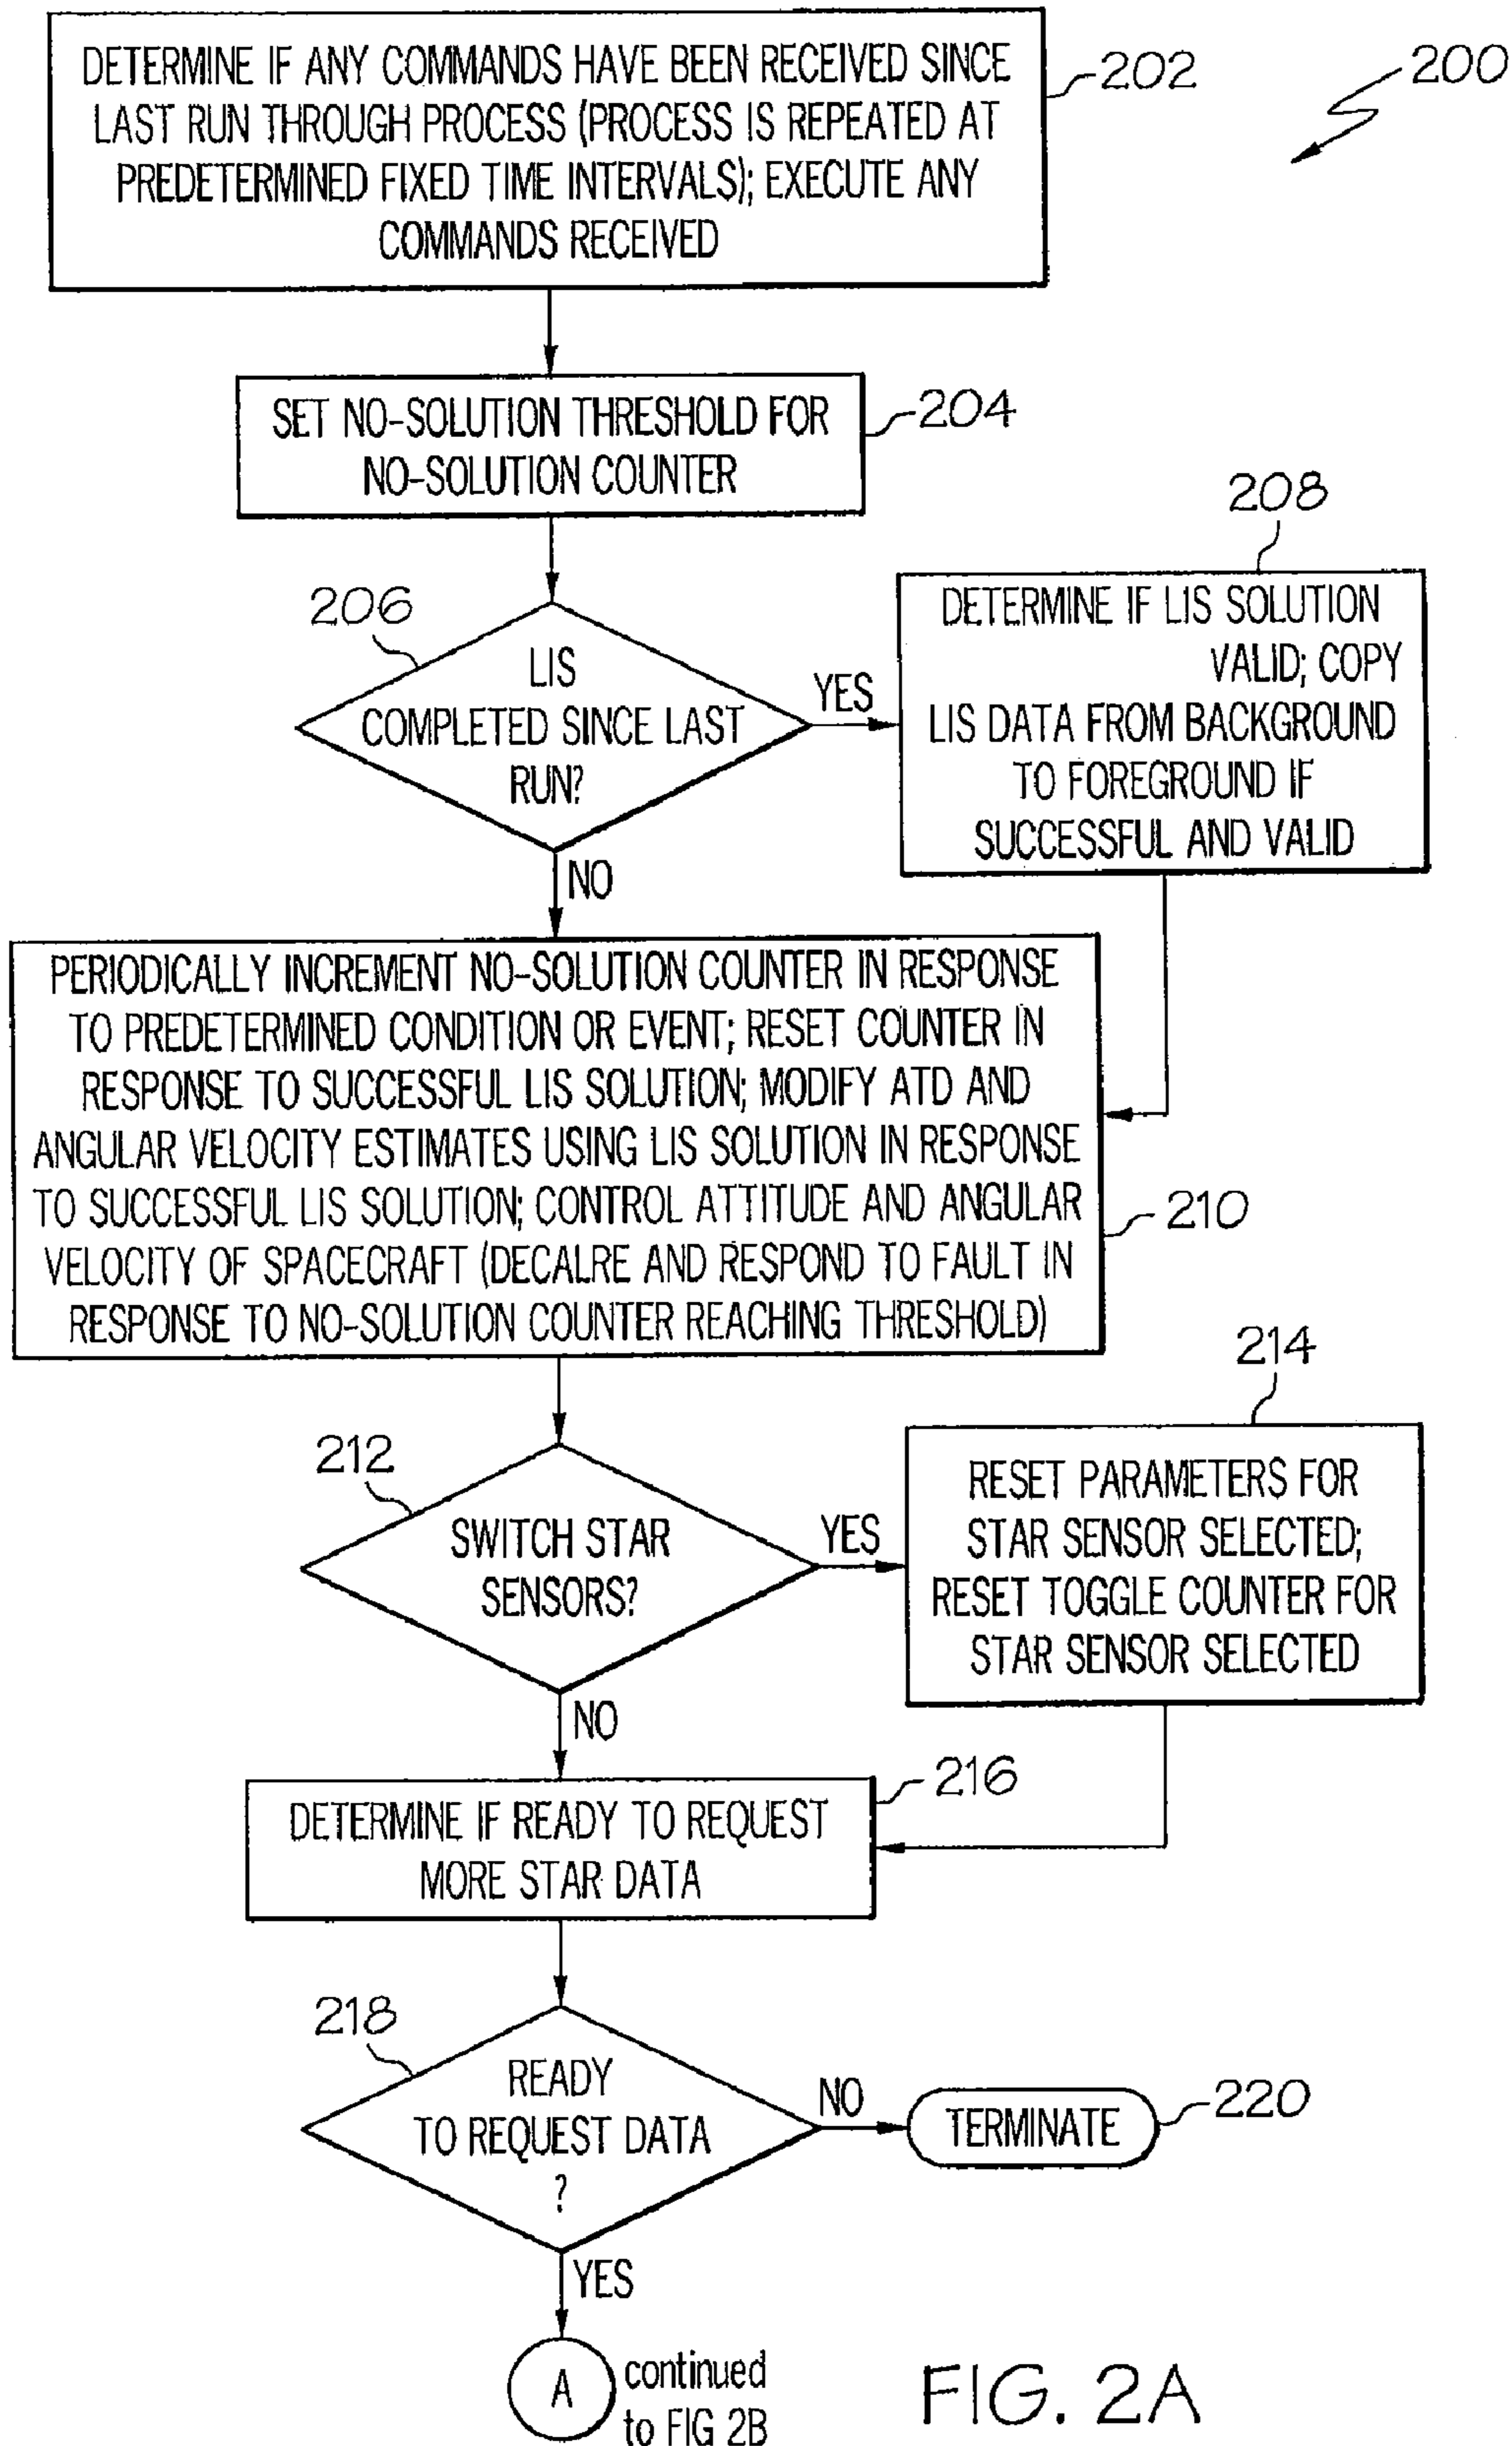 DETERMINE IF ANY COMMANDS HAVE BEEN RECEIVED SINCE
LAST RUN THROUGH PROCESS (PROCESS IS REPEATED AT
PREDETERMINED FIXED TIME INTERVALS); EXECUTE ANY
COMMANDS RECEIVED
202
200
SET NO-SOLUTION THRESHOLD FOR
NO-SOLUTION COUNTER
204
206
LIS
COMPLETED SINCE LAST
RUN?
YES
NO
208
DETERMINE IF LIS SOLUTION
VALID; COPY
LIS DATA FROM BACKGROUND
TO FOREGROUND IF
SUCCESSFUL AND VALID
PERIODICALLY INCREMENT NO-SOLUTION COUNTER IN RESPONSE
TO PREDETERMINED CONDITION OR EVENT; RESET COUNTER IN
RESPONSE TO SUCCESSFUL LIS SOLUTION; MODIFY ATD AND
ANGULAR VELOCITY ESTIMATES USING LIS SOLUTION IN RESPONSE
TO SUCCESSFUL LIS SOLUTION; CONTROL ATTITUDE AND ANGULAR
VELOCITY OF SPACECRAFT (DECALRE AND RESPOND TO FAULT IN
RESPONSE TO NO-SOLUTION COUNTER REACHING THRESHOLD)
210
212
SWITCH STAR
SENSORS?
YES
NO
214
RESET PARAMETERS FOR
STAR SENSOR SELECTED;
RESET TOGGLE COUNTER FOR
STAR SENSOR SELECTED
DETERMINE IF READY TO REQUEST
MORE STAR DATA
216
218
READY
TO REQUEST DATA
?
NO
TERMINATE
220
YES
A
continued
to FIG 2B
FIG. 2A